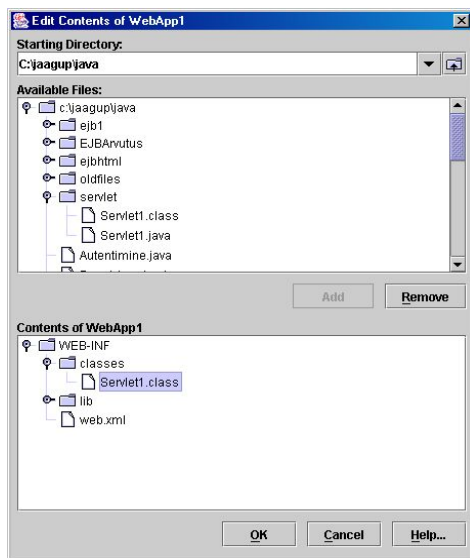 Edit Contents of WebApp1
Starting Directory:
C:\jaagup\java
Available Files:
c:\jaagup\java
ejb1
EJBArvutus
ejbhtml
oldfiles
servlet
Servlet1.class
Servlet1.java
Autentimine.java
Add Remove
Contents of WebApp1
WEB-INF
classes
Servlet1.class
lib
web.xml
OK Cancel Help...